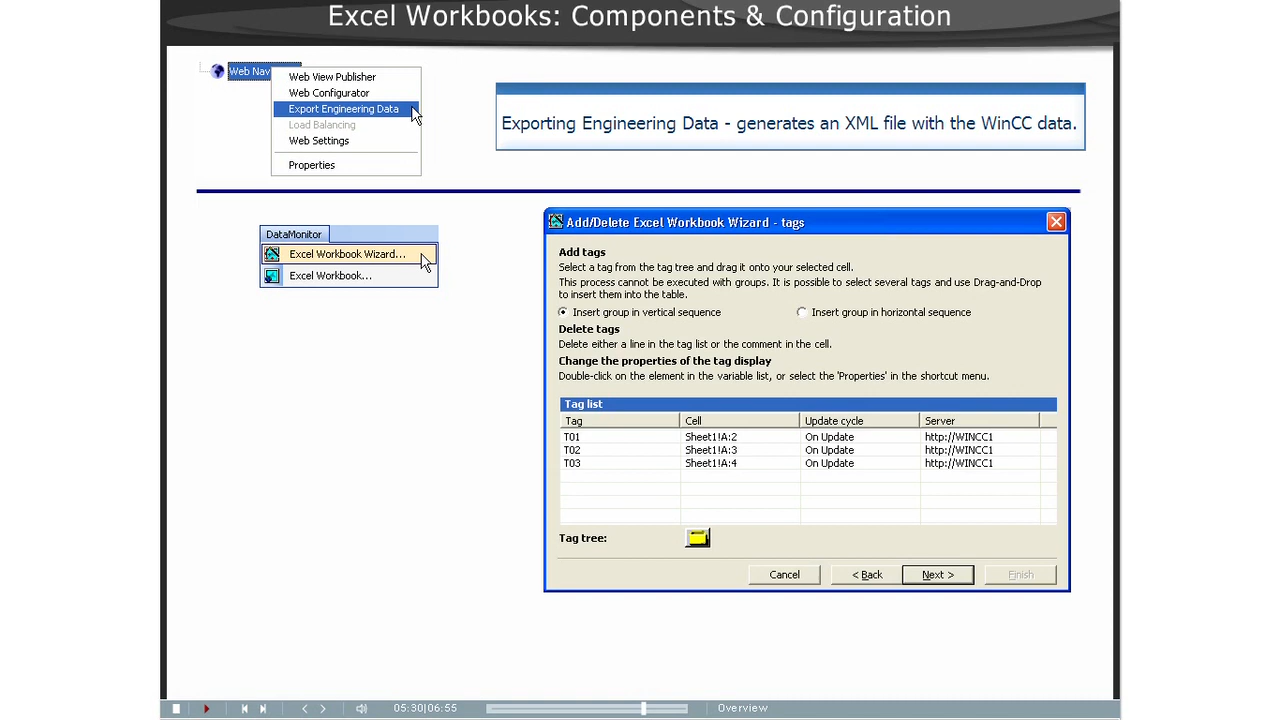 Excel Workbooks: Components & Configuration
Web Nav
Web View Publisher
Web Configurator
Export Engineering Data
Load Balancing
Web Settings
Properties
Exporting Engineering Data - generates an XML file with the WinCC data.
DataMonitor
Excel Workbook Wizard...
Excel Workbook...
Add/Delete Excel Workbook Wizard - tags
Add tags
Select a tag from the tag tree and drag it onto your selected cell.
This process cannot be executed with groups. It is possible to select several tags and use Drag-and-Drop
to insert them into the table.
Insert group in vertical sequence
Insert group in horizontal sequence
Delete tags
Delete either a line in the tag list or the comment in the cell.
Change the properties of the tag display
Double-click on the element in the variable list, or select the 'Properties' in the shortcut menu.
Tag list
Tag Cell Update cycle Server
T01 Sheet1!A:2 On Update http://WINCC1
T02 Sheet1!A:3 On Update http://WINCC1
T03 Sheet1!A:4 On Update http://WINCC1
Tag tree:
Cancel < Back Next > Finish
05:30|06:55 Overview